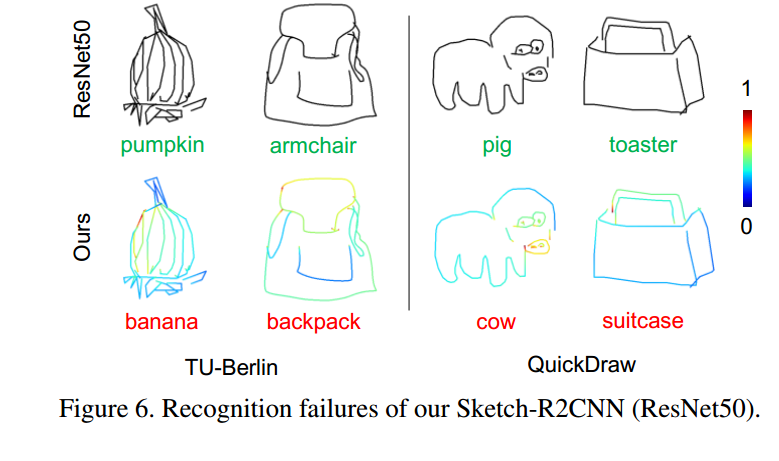 ResNet50
pumpkin armchair pig toaster
1
0
Ours
banana backpack cow suitcase
TU-Berlin QuickDraw
Figure 6. Recognition failures of our Sketch-R2CNN (ResNet50).